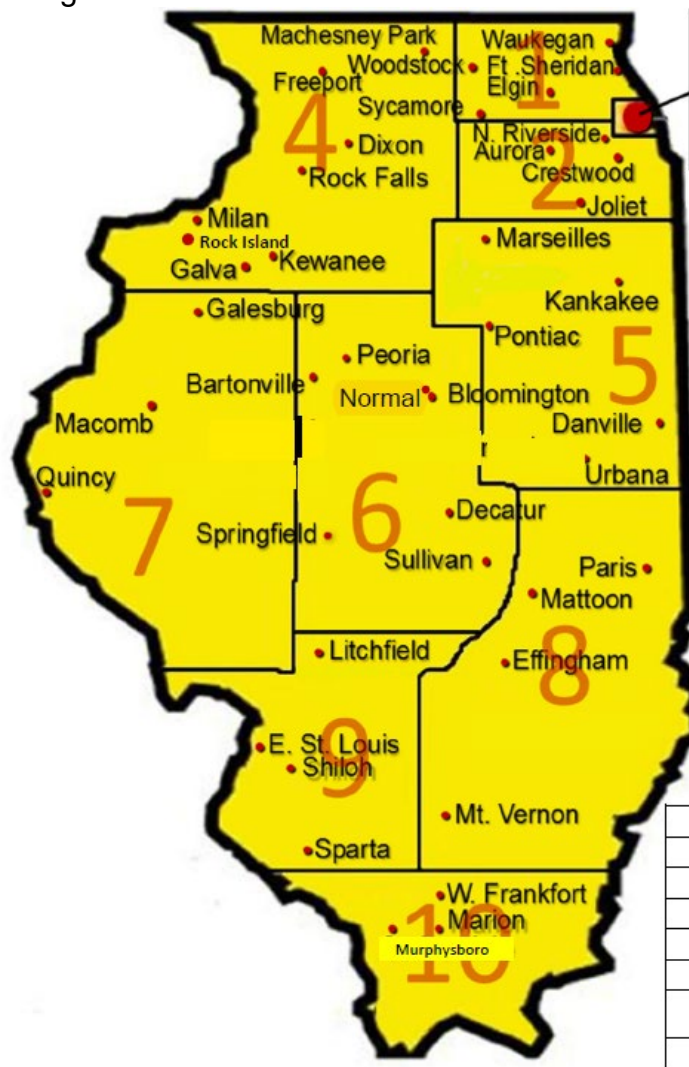 g
Machesney Park
Waukegan
1
Woodstock
Ft .Sheridan
Freeport
Elgin
Sycamore
4
N. Riverside
Dixon
Aurora
2
Crestwood
Rock Falls
Joliet
Milan
Rock Island
Marseilles
Kewanee
Galva
Kankakee
Galesburg
Pontiac
5
Peoria
Bartonville
Normal
Bloomington
Macomb
Danville
Urbana
Quincy
7
6
Decatur
Springfield
Sullivan
Paris
Mattoon
Litchfield
Effingham
8
E. St. Louis
9
Shiloh
Mt. Vernon
Sparta
W. Frankfort
Marion
10
Murphysboro